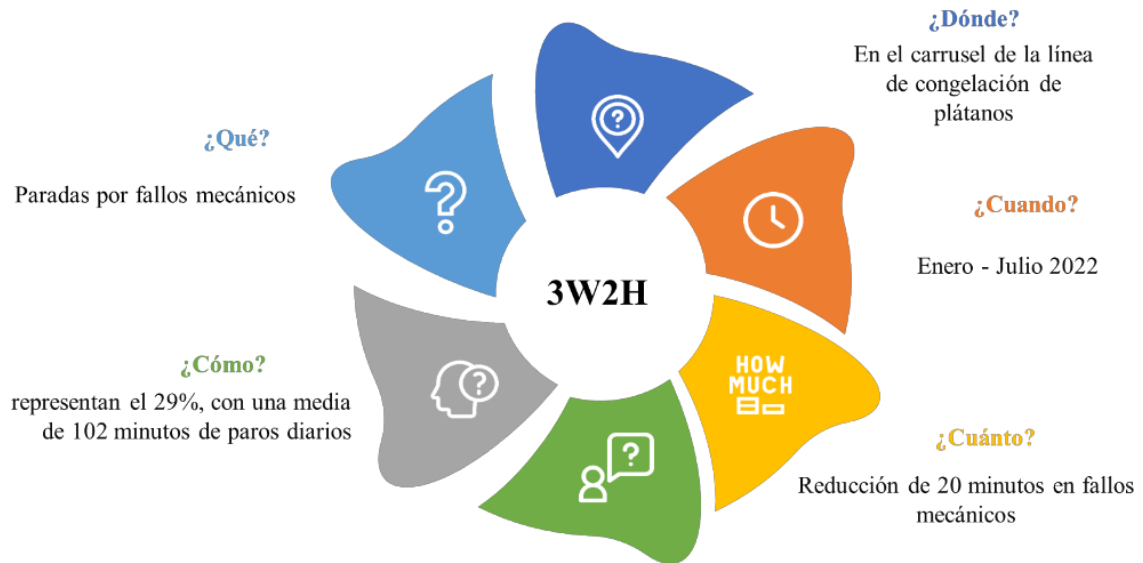 ¿Dónde?
En el carrusel de la línea
de congelación de
plátanos
¿Qué?
Paradas por fallos mecánicos
?
?
¿Cuando?
Enero - Julio 2022
3W2H
¿Cómo?
representan el 29%, con una media
de 102 minutos de paros diarios
?
HOW
MUCH
?
¿Cuánto?
Reducción de 20 minutos en fallos
mecánicos